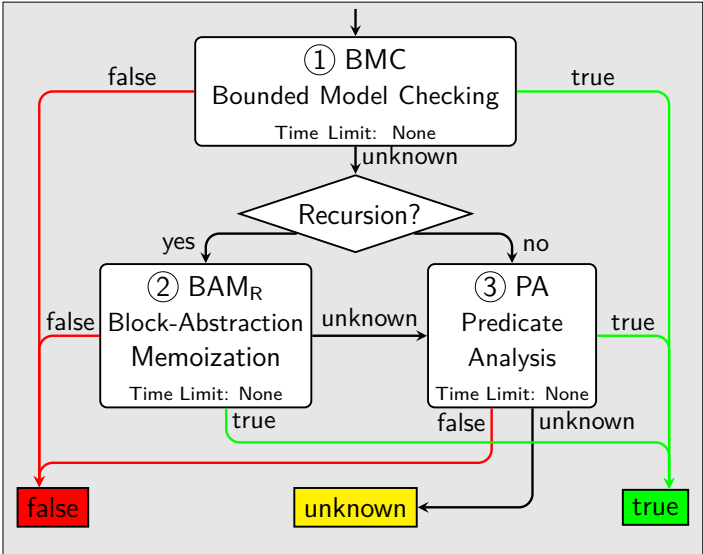 ① BMC
Bounded Model Checking
Time Limit: None
false
true
unknown
Recursion?
yes
no
② BAM_R
Block-Abstraction
Memoization
Time Limit: None
false
unknown
③ PA
Predicate
Analysis
Time Limit: None
true
true
false
unknown
false
unknown
true